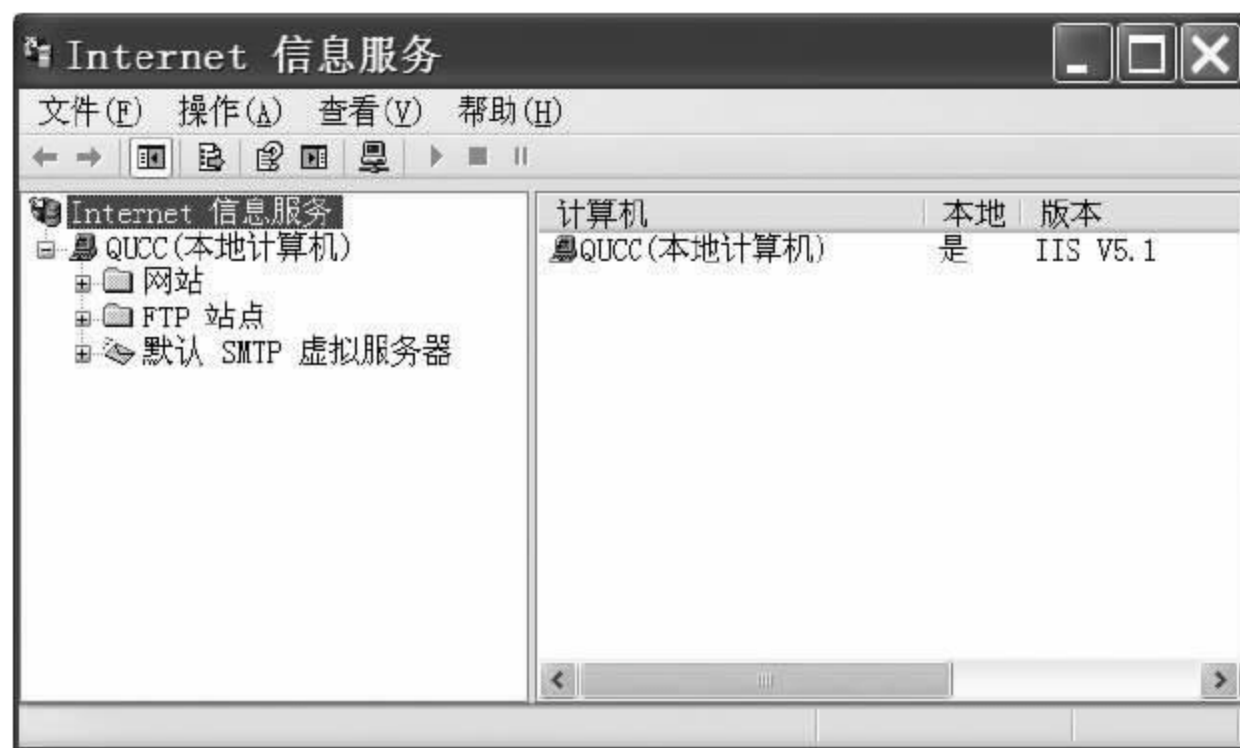 Internet 信息服务
文件(F) 操作(A) 查看(V) 帮助(H)
Internet 信息服务
QUCC(本地计算机)
网站
FTP 站点
默认 SMTP 虚拟服务器
计算机 本地 版本
QUCC(本地计算机) 是 IIS V5.1